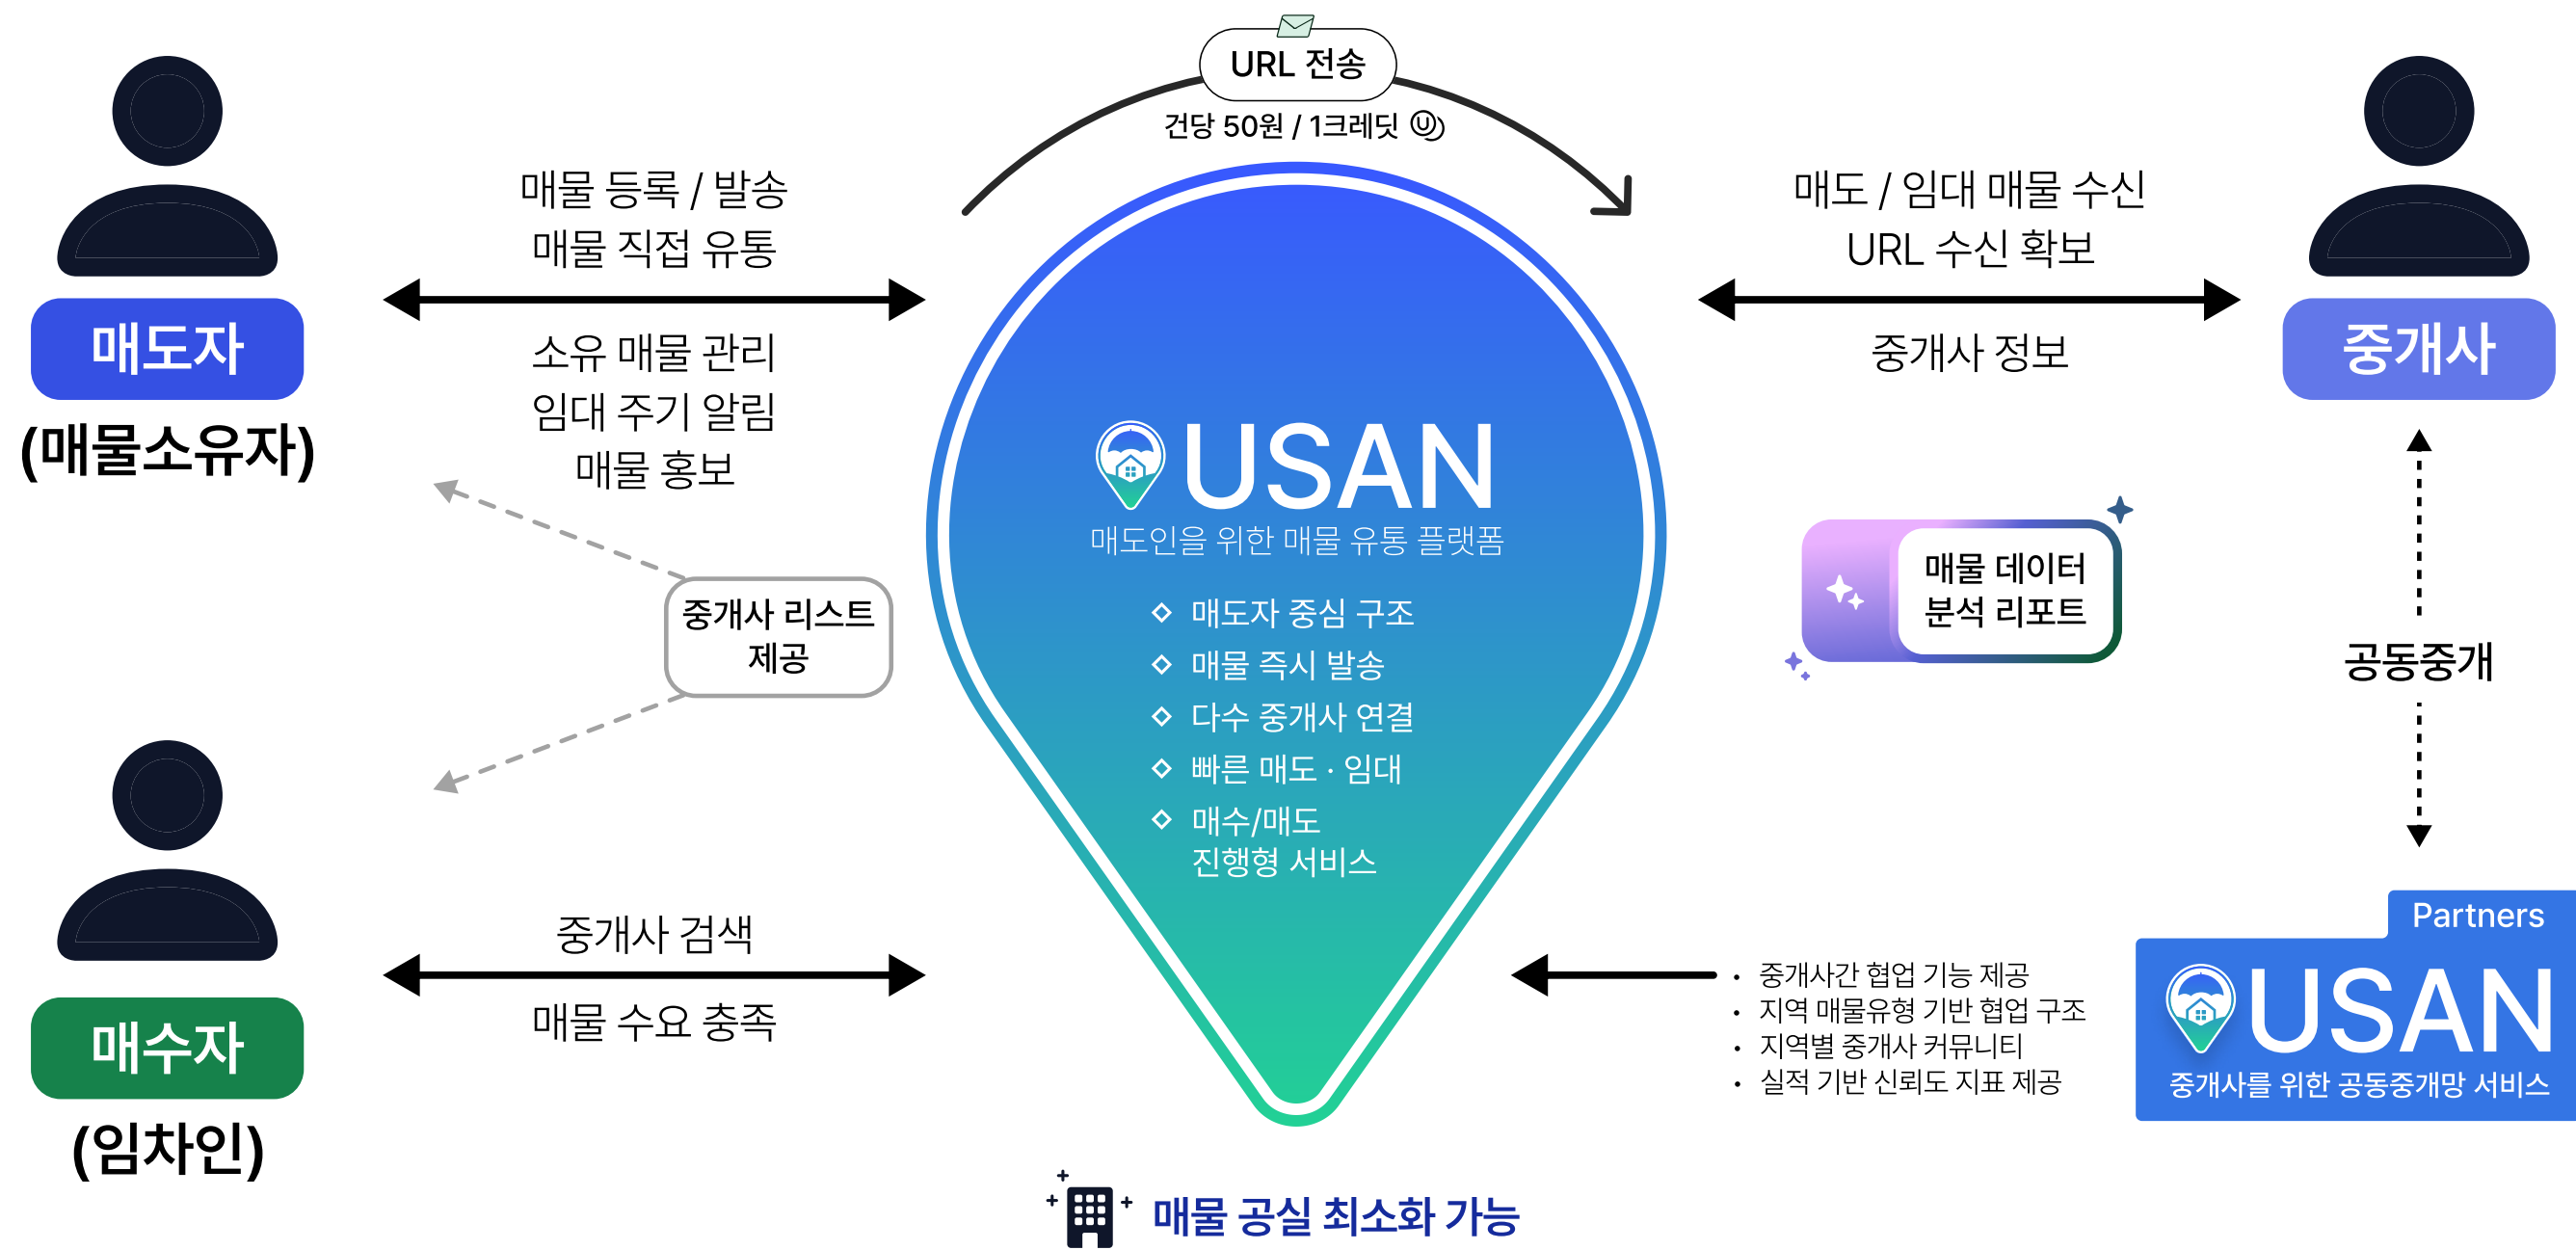 URL 전송
건당 50원 / 1크레딧
매도자
(매물소유자)
매물 등록 / 발송
매물 직접 유통
소유 매물 관리
임대 주기 알림
매물 홍보
중개사 리스트
제공
매수자
(임차인)
중개사 검색
매물 수요 충족
USAN
매도인을 위한 매물 유통 플랫폼
매도자 중심 구조
매물 즉시 발송
다수 중개사 연결
빠른 매도 · 임대
매수/매도
진행형 서비스
매물 공실 최소화 가능
매도 / 임대 매물 수신
URL 수신 확보
중개사 정보
중개사
매물 데이터
분석 리포트
공동중개
• 중개사간 협업 기능 제공
• 지역 매물유형 기반 협업 구조
• 지역별 중개사 커뮤니티
• 실적 기반 신뢰도 지표 제공
Partners
USAN
중개사를 위한 공동중개망 서비스